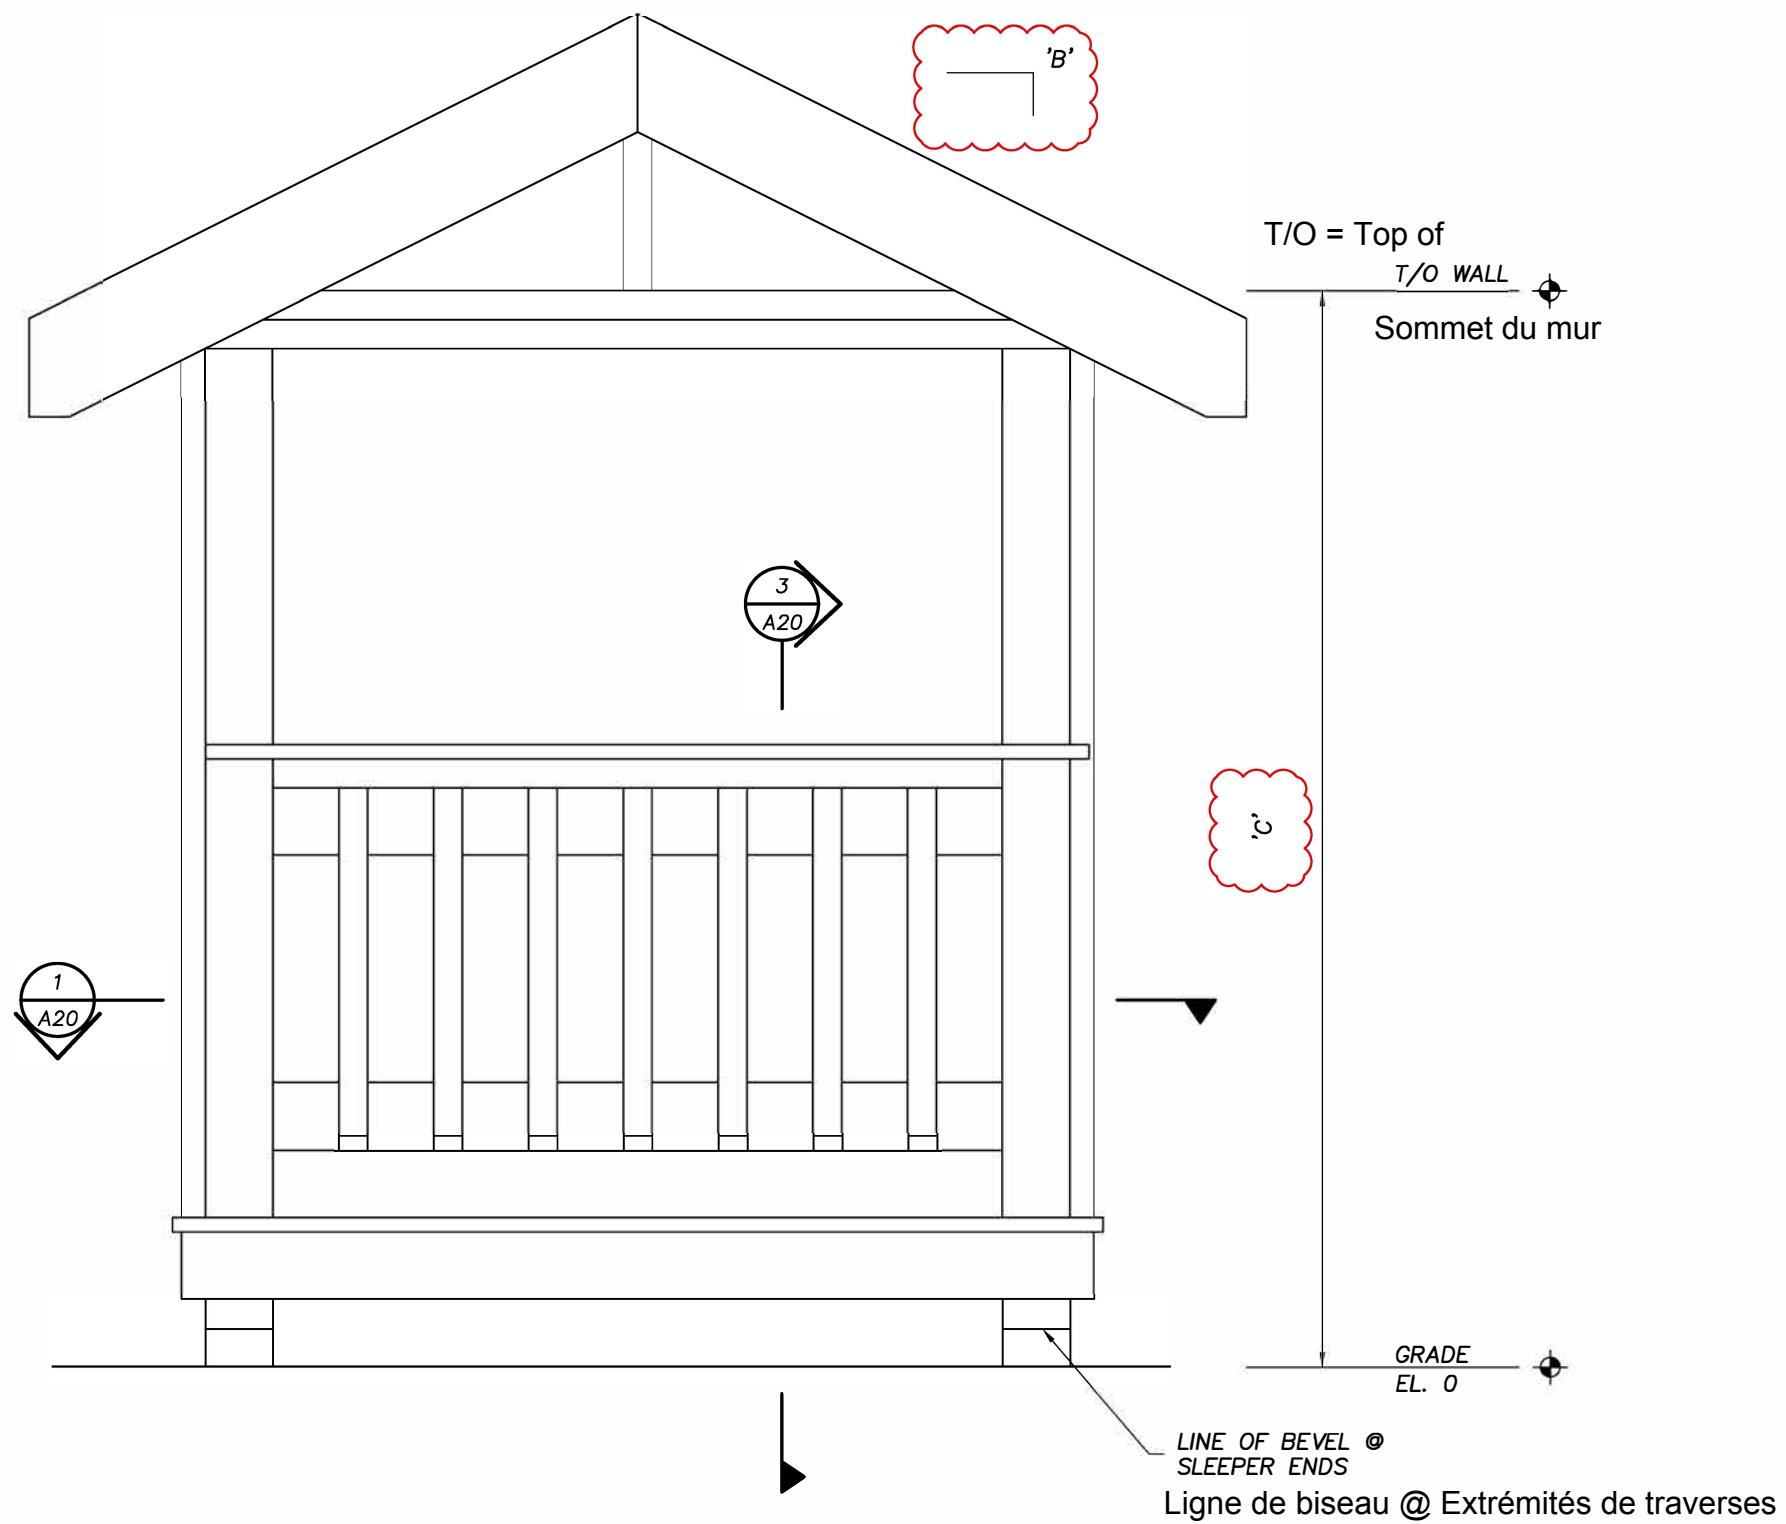 'B'
T/O = Top of
T/O WALL
Sommet du mur
3
A20
'C'
1
A20
GRADE
EL. 0
LINE OF BEVEL @
SLEEPER ENDS
Ligne de biseau @ Extrémités de traverses